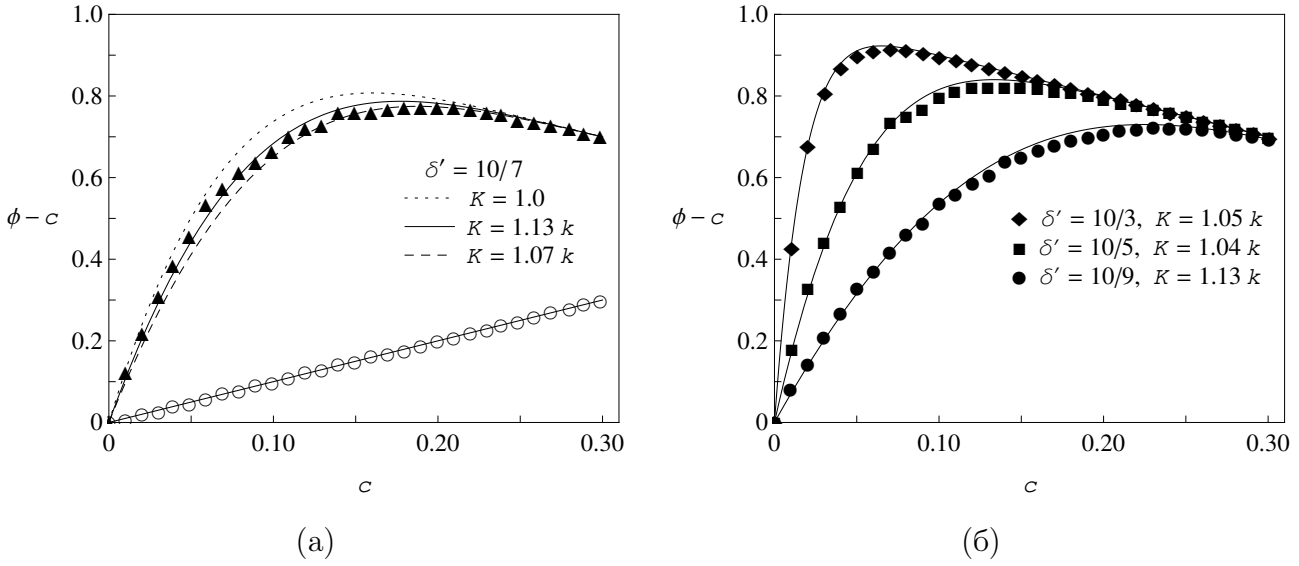 1.0
0.8
0.6
0.4
0.2
0
ϕ – c
δ′ = 10/7
K = 1.0
K = 1.13 k
K = 1.07 k
0 0.10 0.20 0.30
c
(а)
1.0
0.8
0.6
0.4
0.2
0
ϕ – c
δ′ = 10/3, K = 1.05 k
δ′ = 10/5, K = 1.04 k
δ′ = 10/9, K = 1.13 k
0 0.10 0.20 0.30
c
(б)